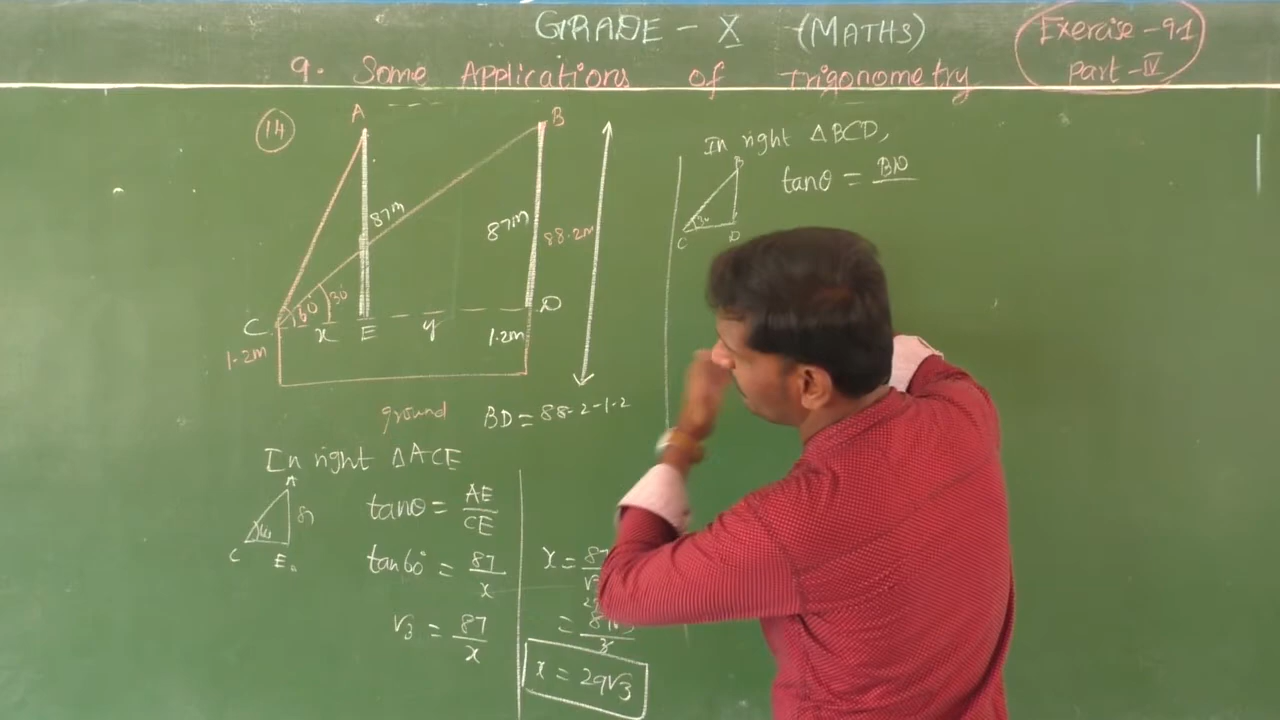 GRADE - X (MATHS)
Exercise - 9.1
part - IV
9. Some Applications of Trigonometry
14
A
B
87m
87m
88.2m
60
30
C
x
E
y
D
1.2m
1.2m
ground
BD = 88.2 - 1.2
In right ΔACE
A
60
C
E
tanθ = AE/CE
tan60° = 87/x
√3 = 87/x
x = 29√3
In right ΔBCD,
B
30
C
D
tanθ = BD